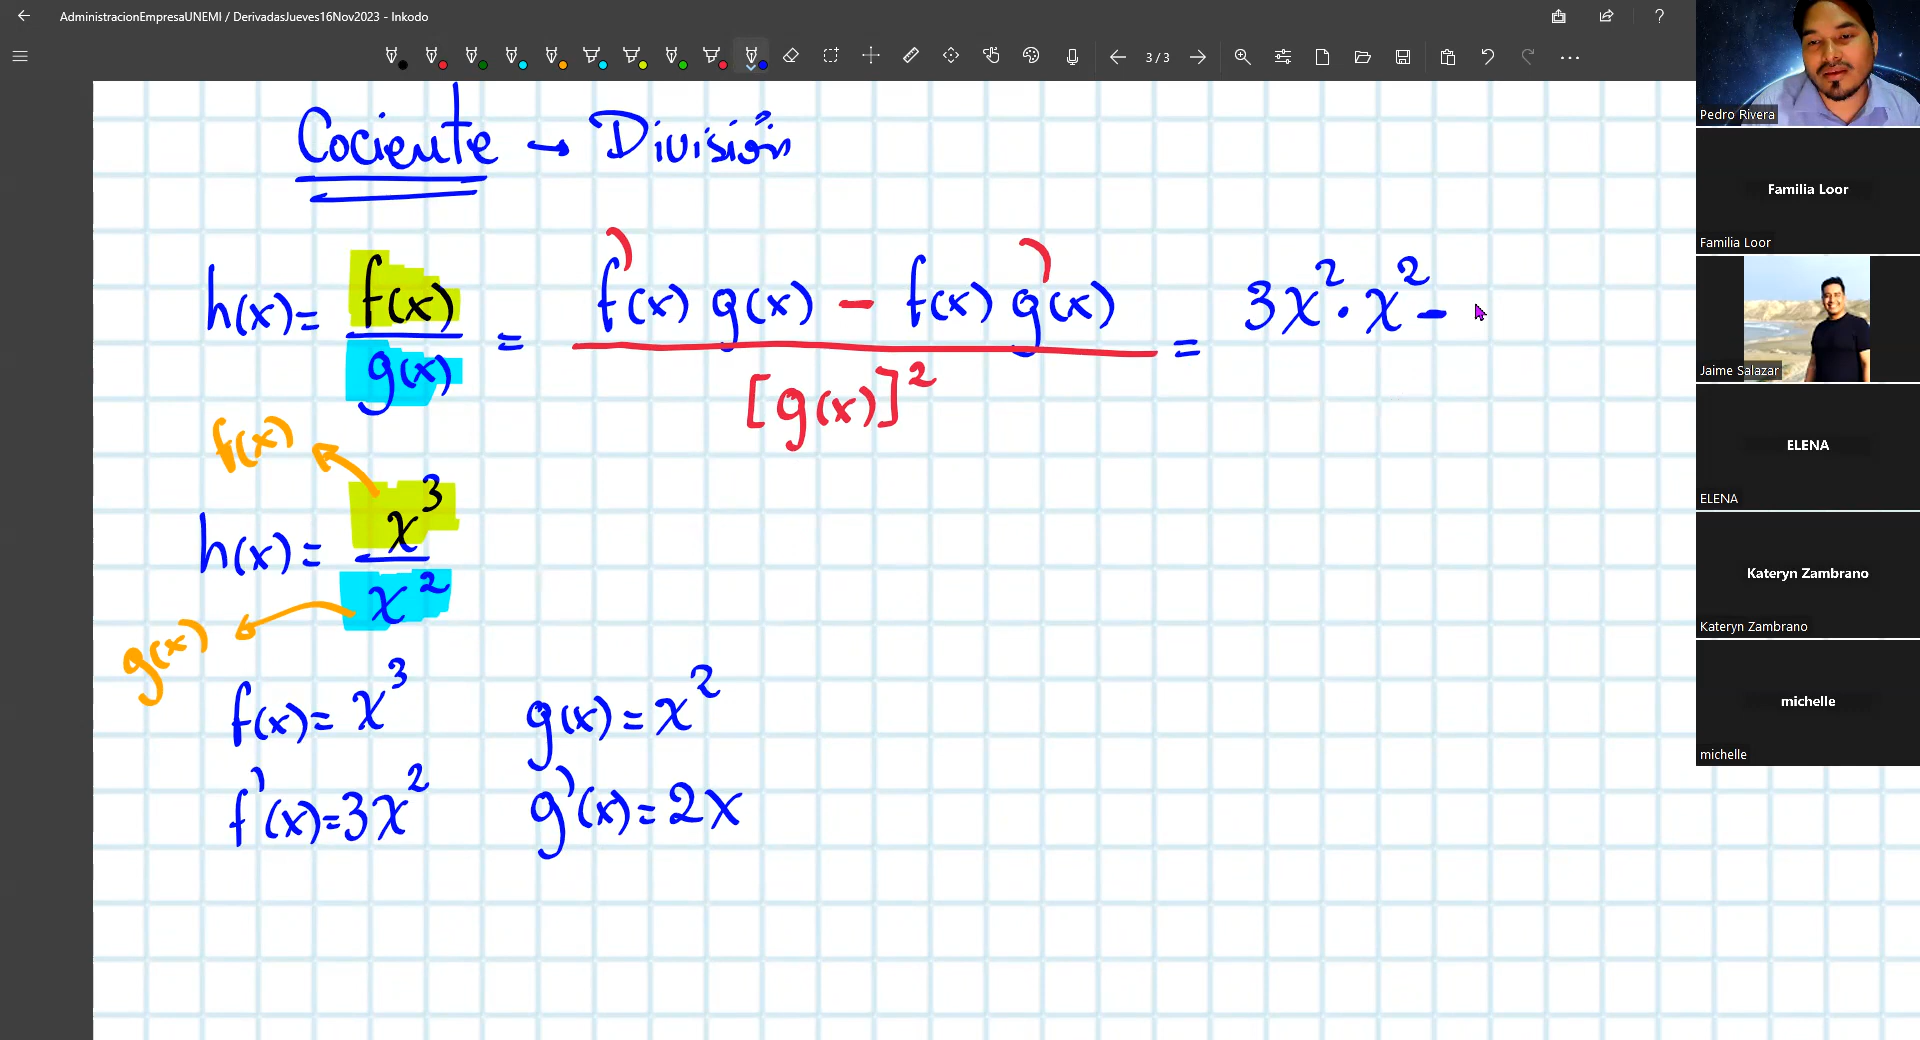 AdministracionEmpresaUNEMI / DerivadasJueves16Nov2023 - Inkodo
3 / 3
Cociente → División
h(x)= f(x)/g(x) = f'(x) g(x) - f(x) g'(x) / [g(x)]² = 3x² · x² -
f(x)
h(x)= x³/x²
g(x)
f(x)= x³ g(x)= x²
f'(x)=3x² g'(x)=2x
Pedro Rivera
Familia Loor
Familia Loor
Jaime Salazar
ELENA
ELENA
Kateryn Zambrano
Kateryn Zambrano
michelle
michelle